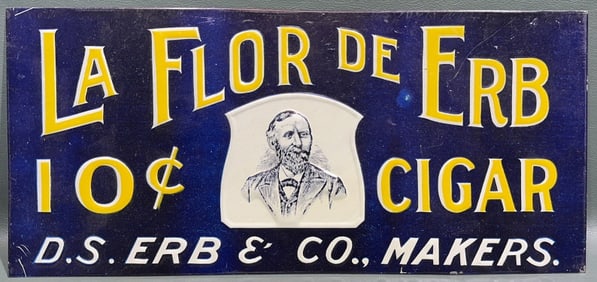 LA FLOR DE ERB
10¢ CIGAR
D.S. ERB & CO., MAKERS.